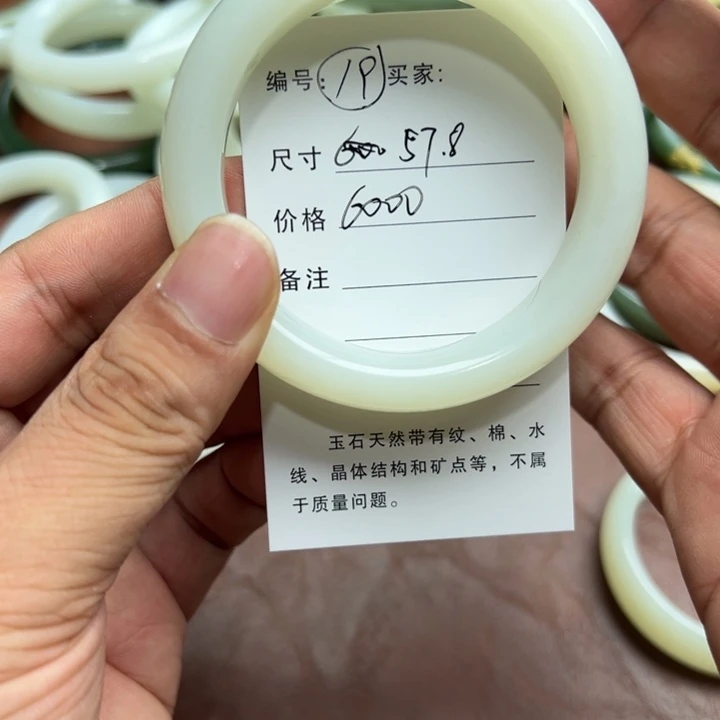 编号: 19 买家:
尺寸 57.8
价格 6000
备注
玉石天然带有纹、棉、水
线、晶体结构和矿点等，不属
于质量问题。